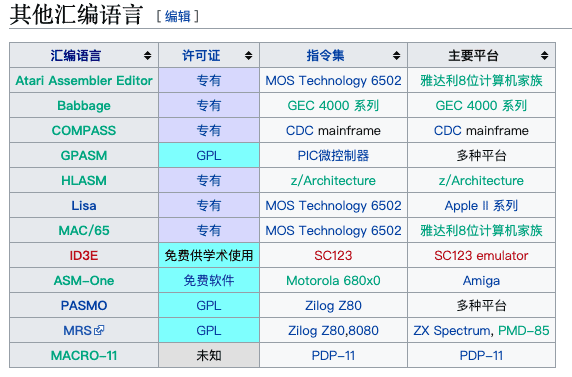 其他汇编语言 [编辑]
汇编语言 许可证 指令集 主要平台
Atari Assembler Editor 专有 MOS Technology 6502 雅达利8位计算机家族
Babbage 专有 GEC 4000 系列 GEC 4000 系列
COMPASS 专有 CDC mainframe CDC mainframe
GPASM GPL PIC微控制器 多种平台
HLASM 专有 z/Architecture z/Architecture
Lisa 专有 MOS Technology 6502 Apple II 系列
MAC/65 专有 MOS Technology 6502 雅达利8位计算机家族
ID3E 免费供学术使用 SC123 SC123 emulator
ASM-One 免费软件 Motorola 680x0 Amiga
PASMO GPL Zilog Z80 多种平台
MRS GPL Zilog Z80,8080 ZX Spectrum, PMD-85
MACRO-11 未知 PDP-11 PDP-11